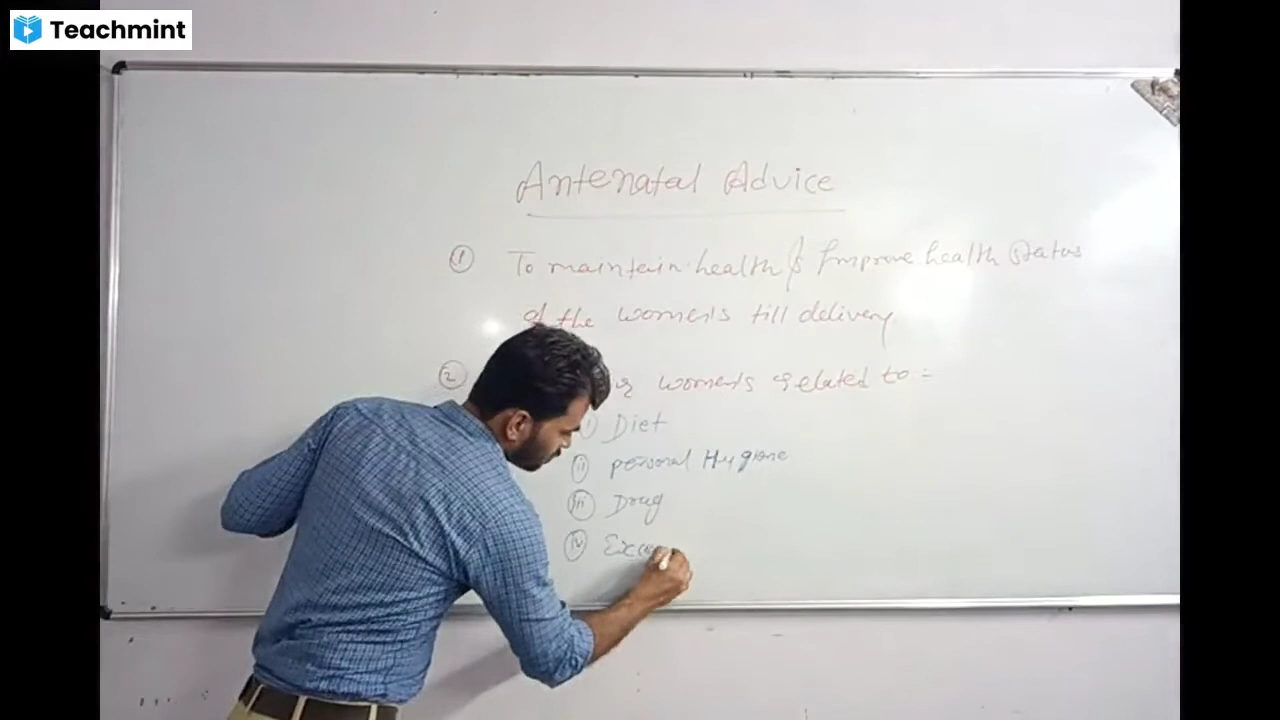 Teachmint
Antenatal Advice
① To maintain health & Improve health status
of the women's till delivery
② women's related to :-
i Diet
ii personal Hygiene
iii Drug
iv